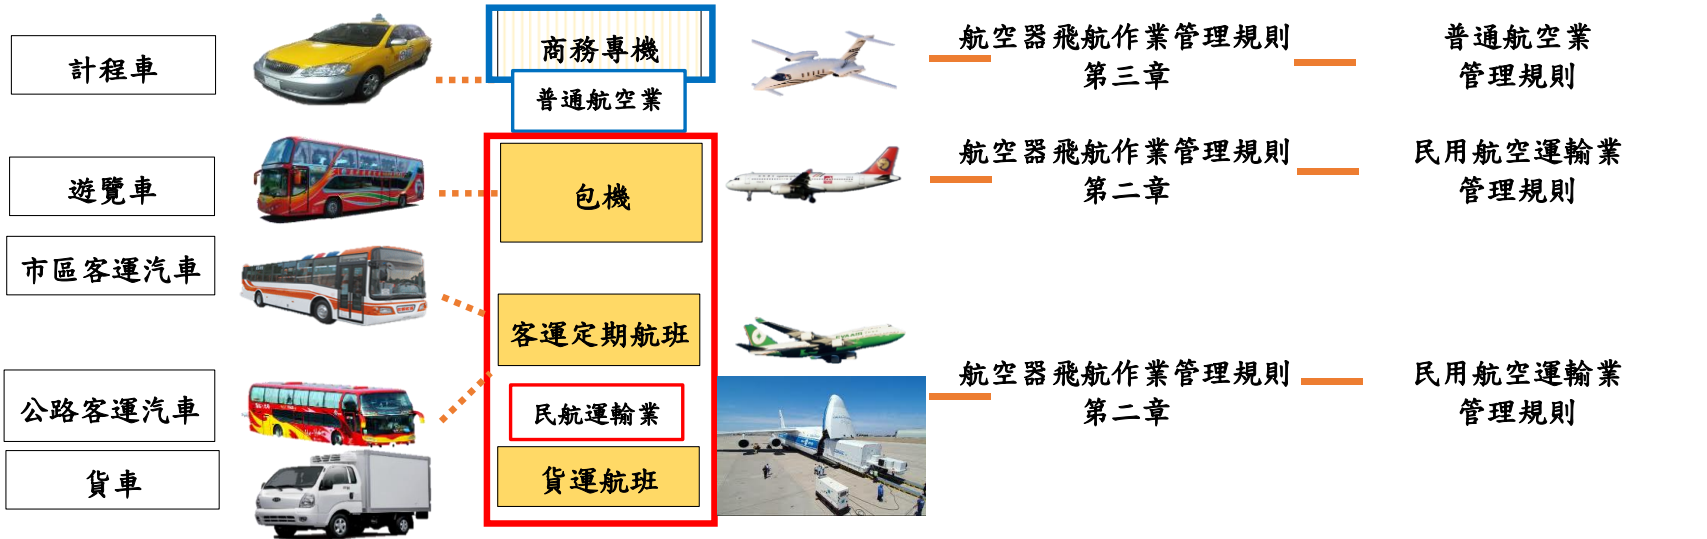 計程車
商務專機
普通航空業
航空器飛航作業管理規則
第三章
普通航空業
管理規則
遊覽車
包機
航空器飛航作業管理規則
第二章
民用航空運輸業
管理規則
市區客運汽車
客運定期航班
公路客運汽車
民航運輸業
航空器飛航作業管理規則
第二章
民用航空運輸業
管理規則
貨車
貨運航班